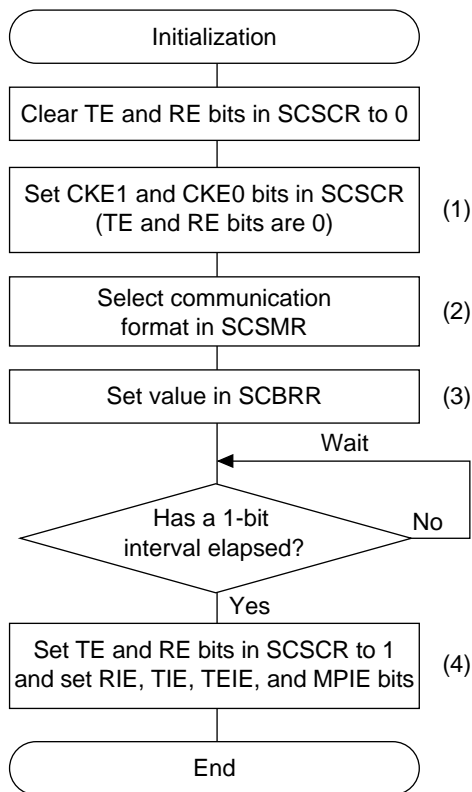 Initialization
Clear TE and RE bits in SCSCR to 0
Set CKE1 and CKE0 bits in SCSCR
(TE and RE bits are 0)
(1)
Select communication
format in SCSMR
(2)
Set value in SCBRR
(3)
Wait
Has a 1-bit
interval elapsed?
No
Yes
Set TE and RE bits in SCSCR to 1
and set RIE, TIE, TEIE, and MPIE bits
(4)
End